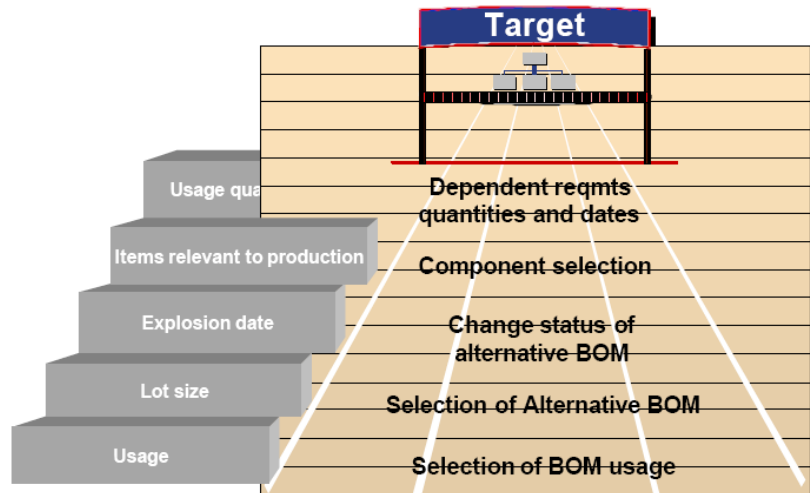 Target
Usage
Dependent reqmts
quantities and dates
Items relevant to production
Component selection
Explosion date
Change status of
alternative BOM
Lot size
Selection of Alternative BOM
Usage
Selection of BOM usage